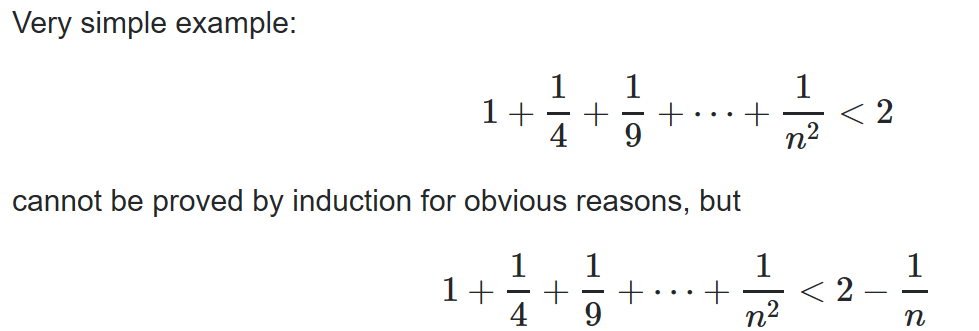 Very simple example:
1 + 1/4 + 1/9 + ⋯ + 1/n² < 2
cannot be proved by induction for obvious reasons, but
1 + 1/4 + 1/9 + ⋯ + 1/n² < 2 − 1/n